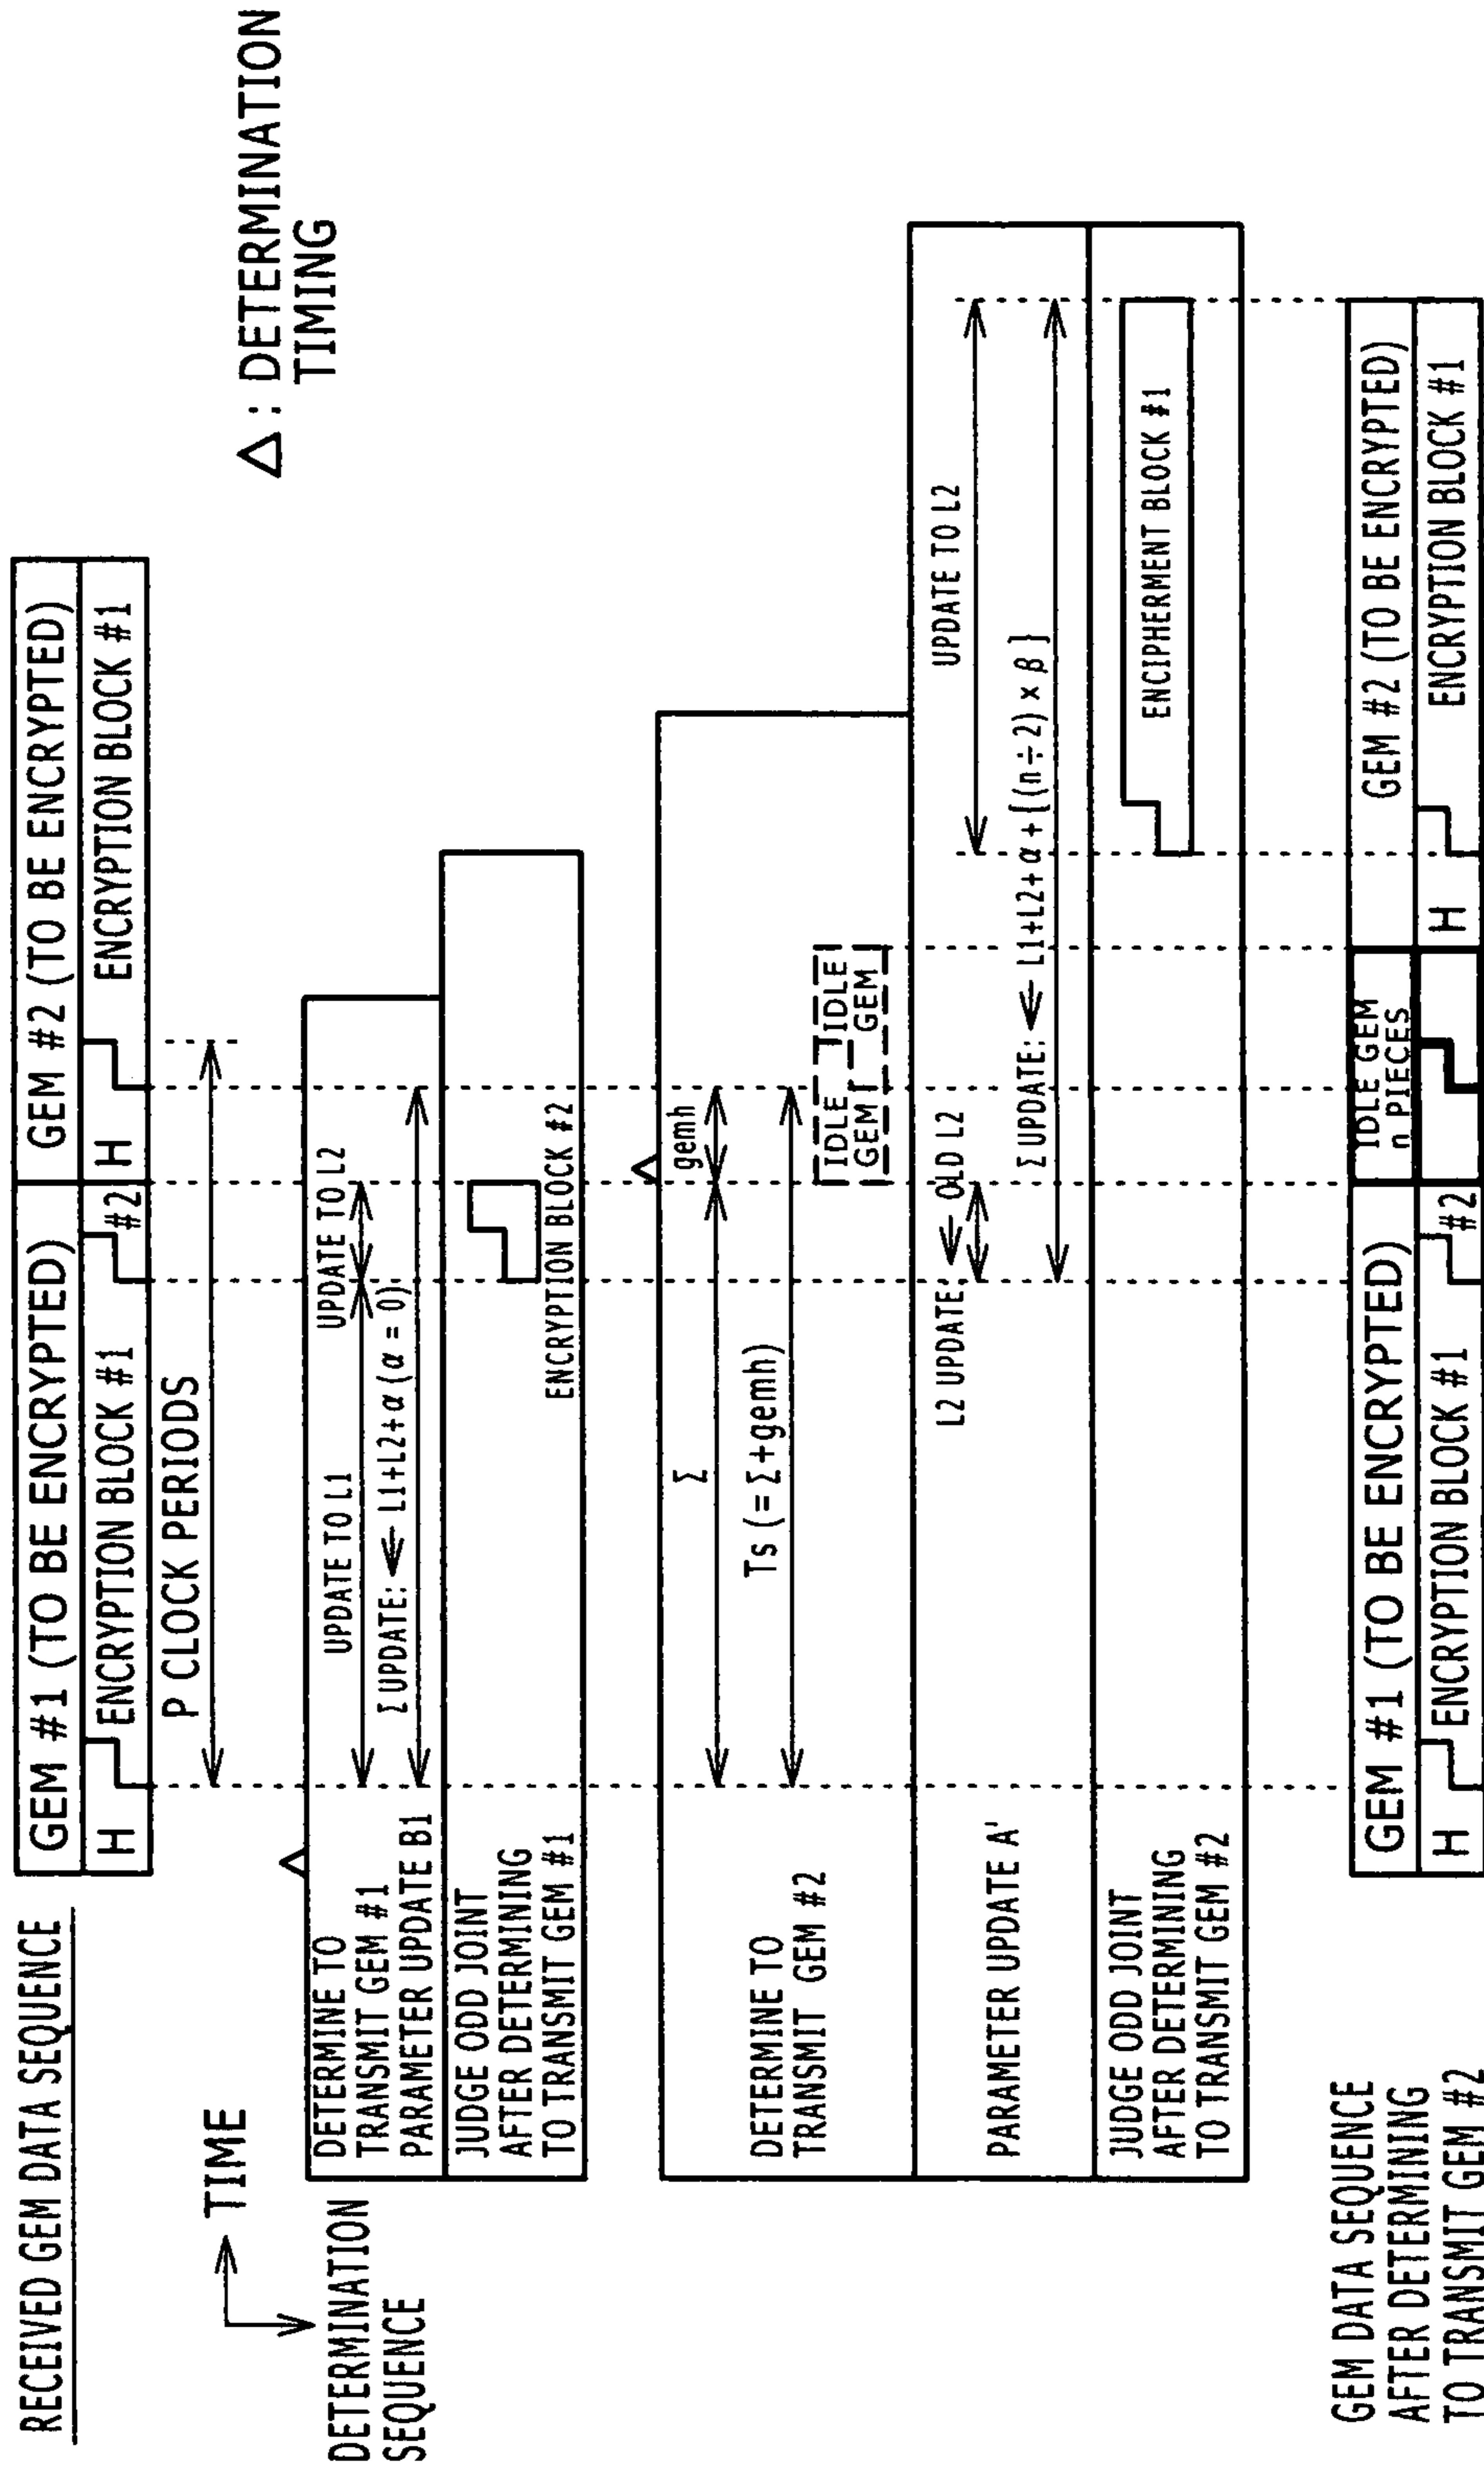 RECEIVED GEM DATA SEQUENCE
GEM #1 (TO BE ENCRYPTED)
GEM #2 (TO BE ENCRYPTED)
H
ENCRYPTION BLOCK #1
#2
H
ENCRYPTION BLOCK #1
P CLOCK PERIODS
TIME
DETERMINATION
SEQUENCE
△ : DETERMINATION
TIMING
△
DETERMINE TO
TRANSMIT GEM #1
PARAMETER UPDATE B1
UPDATE TO L1
UPDATE TO L2
Σ UPDATE: ← L1+L2+α (α = 0)
JUDGE ODD JOINT
AFTER DETERMINING
TO TRANSMIT GEM #1
ENCRYPTION BLOCK #2
△
DETERMINE TO
TRANSMIT GEM #2
Σ
gemh
Ts (= Σ+gemh)
IDLE
GEM
IDLE
GEM
PARAMETER UPDATE A'
L2 UPDATE: ← OLD L2
UPDATE TO L2
Σ UPDATE: ← L1+L2+α+{(n÷2)×β}
JUDGE ODD JOINT
AFTER DETERMINING
TO TRANSMIT GEM #2
ENCIPHERMENT BLOCK #1
GEM DATA SEQUENCE
AFTER DETERMINING
TO TRANSMIT GEM #2
GEM #1 (TO BE ENCRYPTED)
IDLE GEM
n PIECES
GEM #2 (TO BE ENCRYPTED)
H
ENCRYPTION BLOCK #1
#2
H
ENCRYPTION BLOCK #1